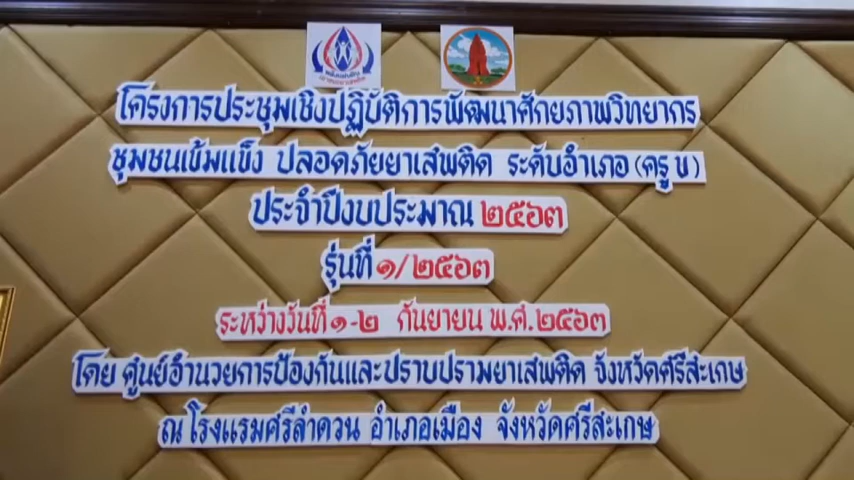 โครงการประชุมเชิงปฏิบัติการพัฒนาศักยภาพวิทยากร
ชุมชนเข้มแข็ง ปลอดภัยยาเสพติด ระดับอำเภอ (ครู ข)
ประจำปีงบประมาณ ๒๕๖๓
รุ่นที่ ๑/๒๕๖๓
ระหว่างวันที่ ๑-๒ กันยายน พ.ศ.๒๕๖๓
โดย ศูนย์อำนวยการป้องกันและปราบปรามยาเสพติด จังหวัดศรีสะเกษ
ณ โรงแรมศรีลำดวน อำเภอเมือง จังหวัดศรีสะเกษ